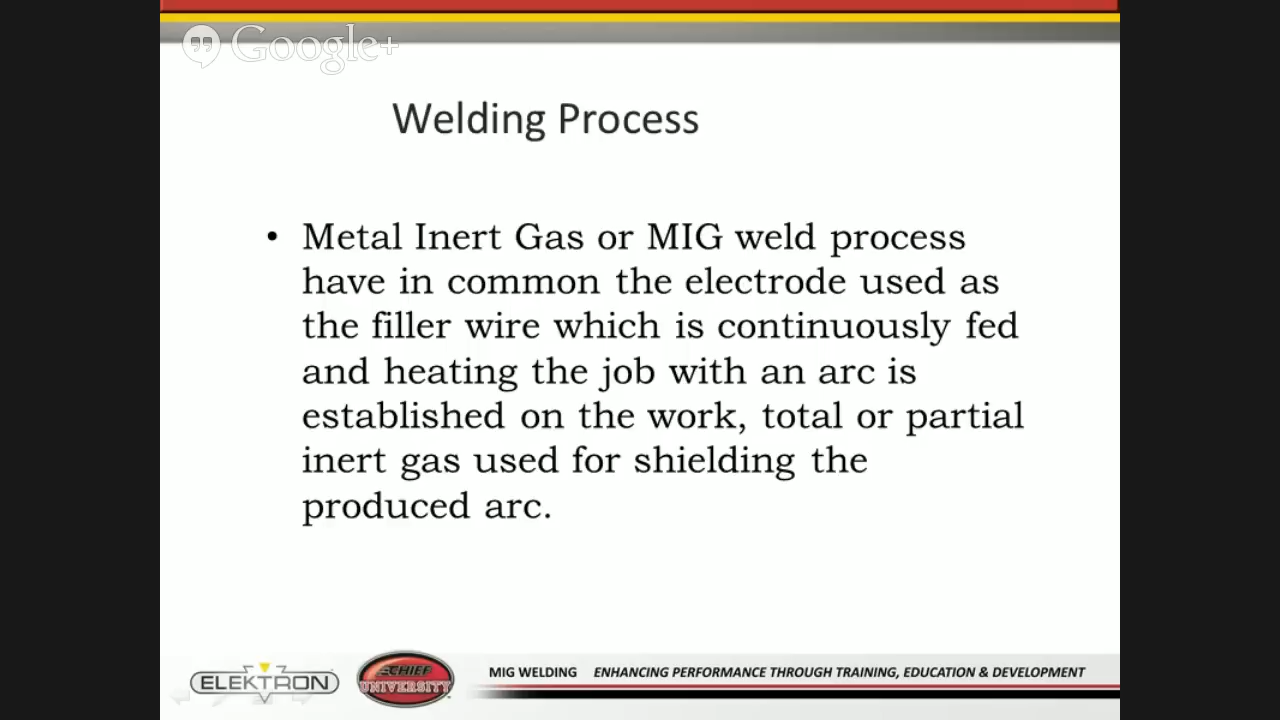 Google+
Welding Process
• Metal Inert Gas or MIG weld process
have in common the electrode used as
the filler wire which is continuously fed
and heating the job with an arc is
established on the work, total or partial
inert gas used for shielding the
produced arc.
ELEKTRON
CHIEF
UNIVERSITY
MIG WELDING ENHANCING PERFORMANCE THROUGH TRAINING, EDUCATION & DEVELOPMENT